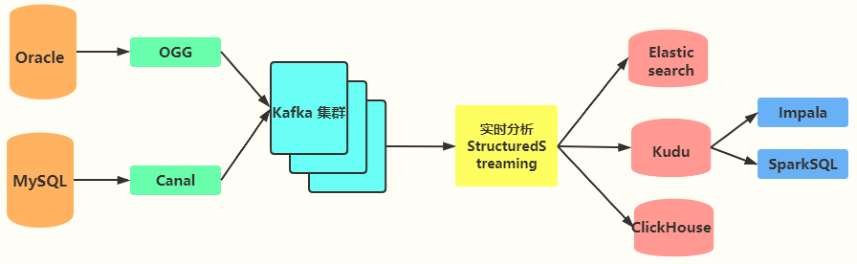 Oracle
OGG
MySQL
Canal
Kafka 集群
实时分析
StructuredS
treaming
Elastic
search
Kudu
ClickHouse
Impala
SparkSQL